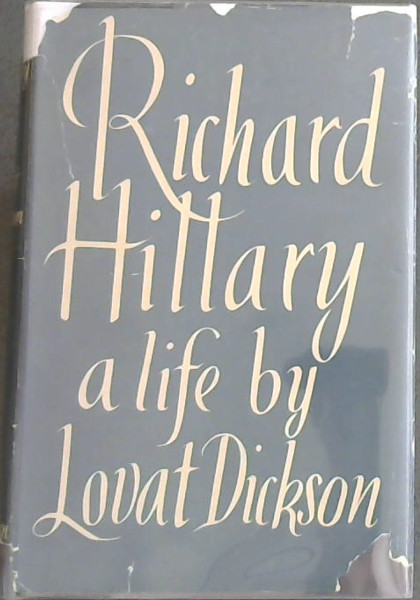 Richard
Hillary
a life by
Lovat Dickson